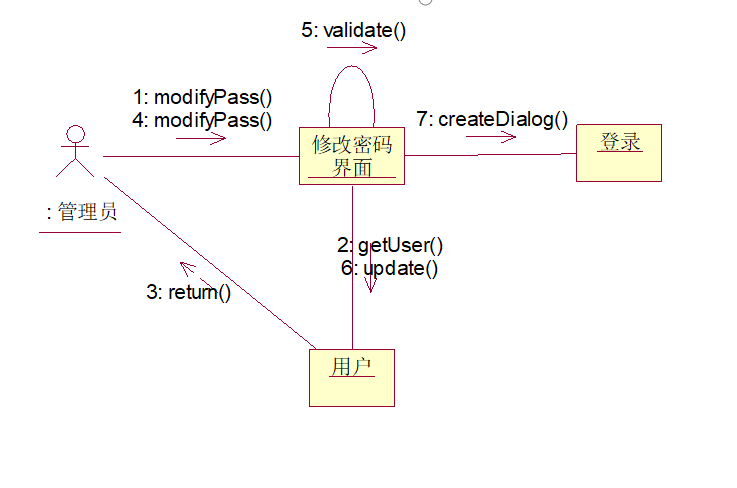 5: validate()
1: modifyPass()
4: modifyPass()
7: createDialog()
修改密码
界面
登录
: 管理员
2: getUser()
6: update()
3: return()
用户